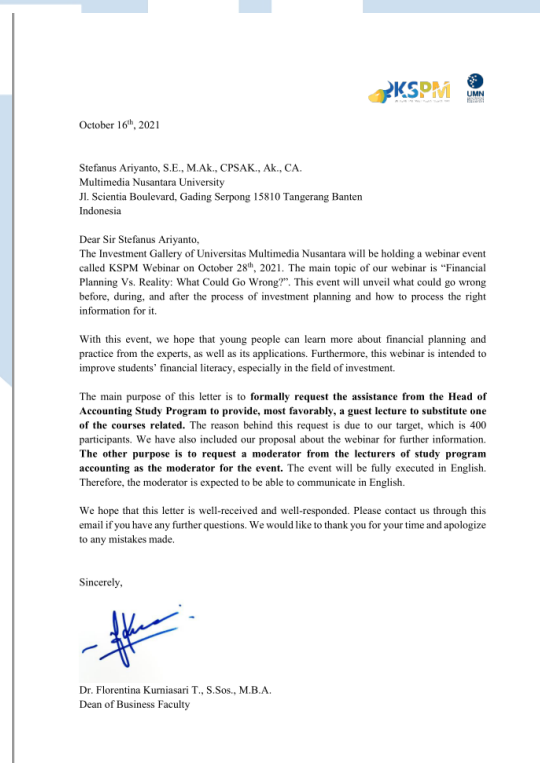 KSPM
UMN
October 16th, 2021
Stefanus Ariyanto, S.E., M.Ak., CPSAK., Ak., CA.
Multimedia Nusantara University
Jl. Scientia Boulevard, Gading Serpong 15810 Tangerang Banten
Indonesia
Dear Sir Stefanus Ariyanto,
The Investment Gallery of Universitas Multimedia Nusantara will be holding a webinar event
called KSPM Webinar on October 28th, 2021. The main topic of our webinar is “Financial
Planning Vs. Reality: What Could Go Wrong?”. This event will unveil what could go wrong
before, during, and after the process of investment planning and how to process the right
information for it.
With this event, we hope that young people can learn more about financial planning and
practice from the experts, as well as its applications. Furthermore, this webinar is intended to
improve students’ financial literacy, especially in the field of investment.
The main purpose of this letter is to formally request the assistance from the Head of
Accounting Study Program to provide, most favorably, a guest lecture to substitute one
of the courses related. The reason behind this request is due to our target, which is 400
participants. We have also included our proposal about the webinar for further information.
The other purpose is to request a moderator from the lecturers of study program
accounting as the moderator for the event. The event will be fully executed in English.
Therefore, the moderator is expected to be able to communicate in English.
We hope that this letter is well-received and well-responded. Please contact us through this
email if you have any further questions. We would like to thank you for your time and apologize
to any mistakes made.
Sincerely,
Dr. Florentina Kurniasari T., S.Sos., M.B.A.
Dean of Business Faculty